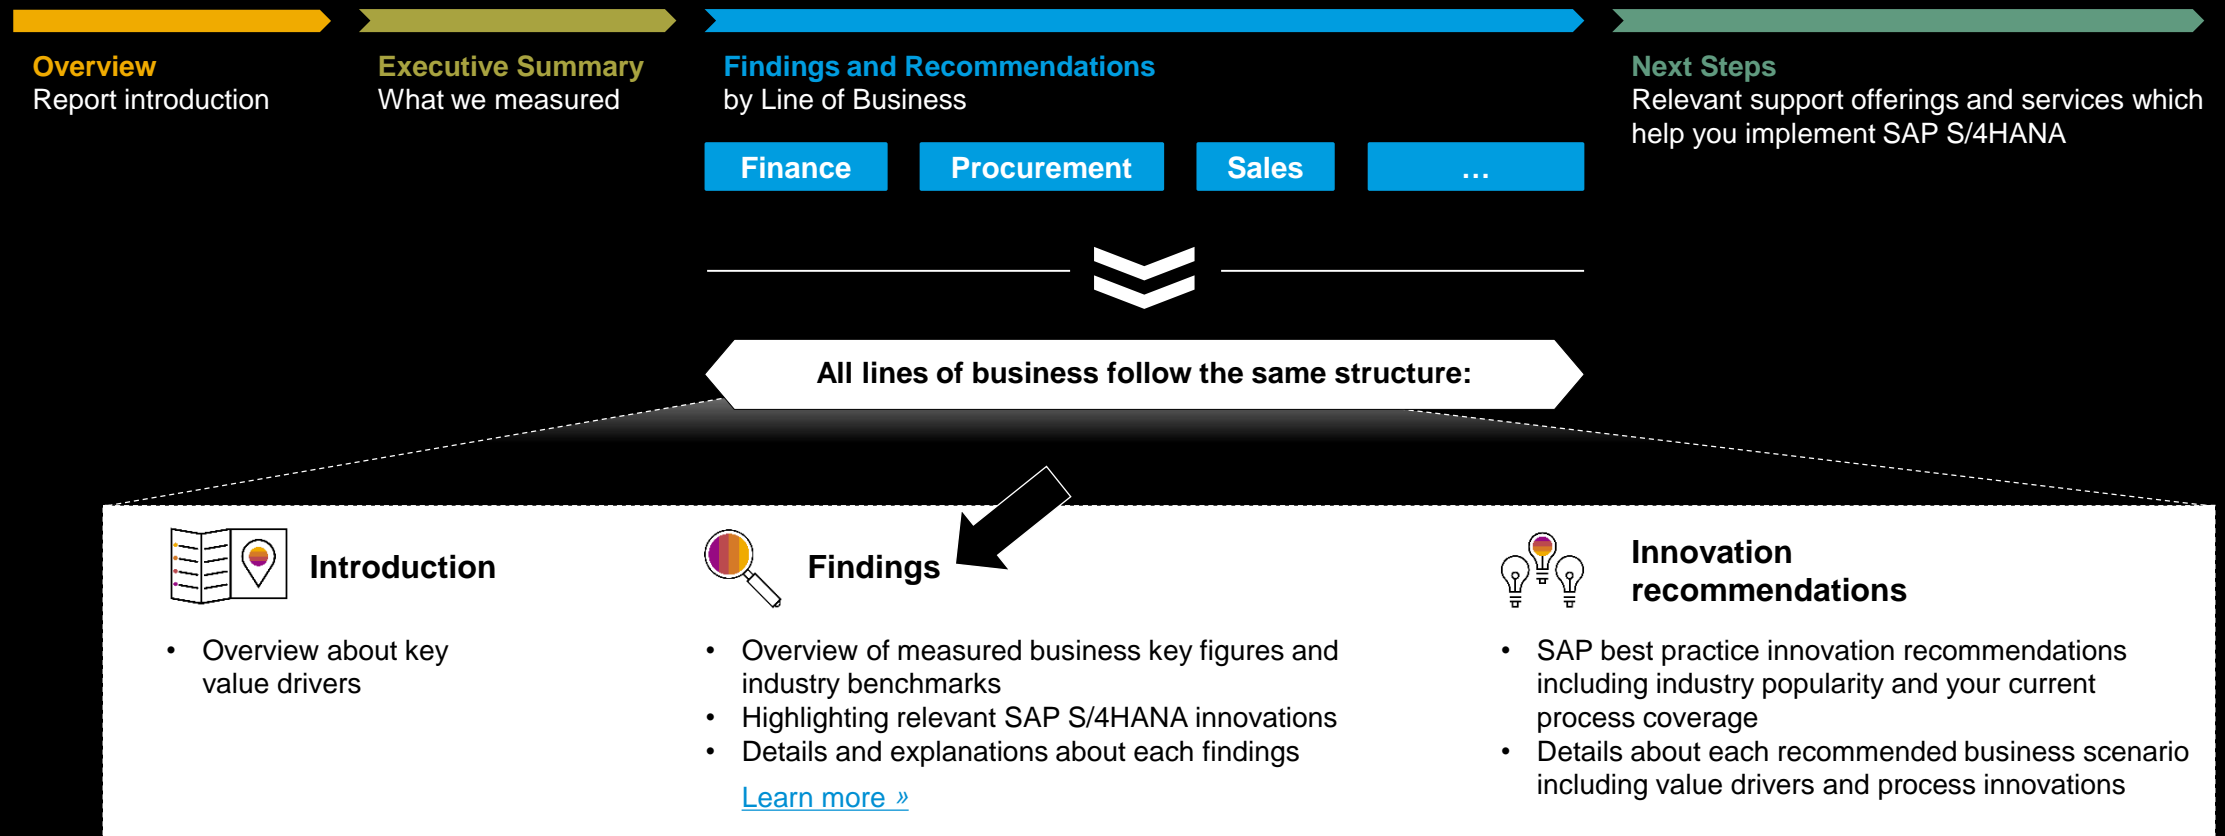 Overview
Report introduction
Executive Summary
What we measured
Findings and Recommendations
by Line of Business
Finance
Procurement
Sales
…
Next Steps
Relevant support offerings and services which
help you implement SAP S/4HANA
All lines of business follow the same structure:
Introduction
• Overview about key
value drivers
Findings
• Overview of measured business key figures and
industry benchmarks
• Highlighting relevant SAP S/4HANA innovations
• Details and explanations about each findings
Learn more »
Innovation
recommendations
• SAP best practice innovation recommendations
including industry popularity and your current
process coverage
• Details about each recommended business scenario
including value drivers and process innovations